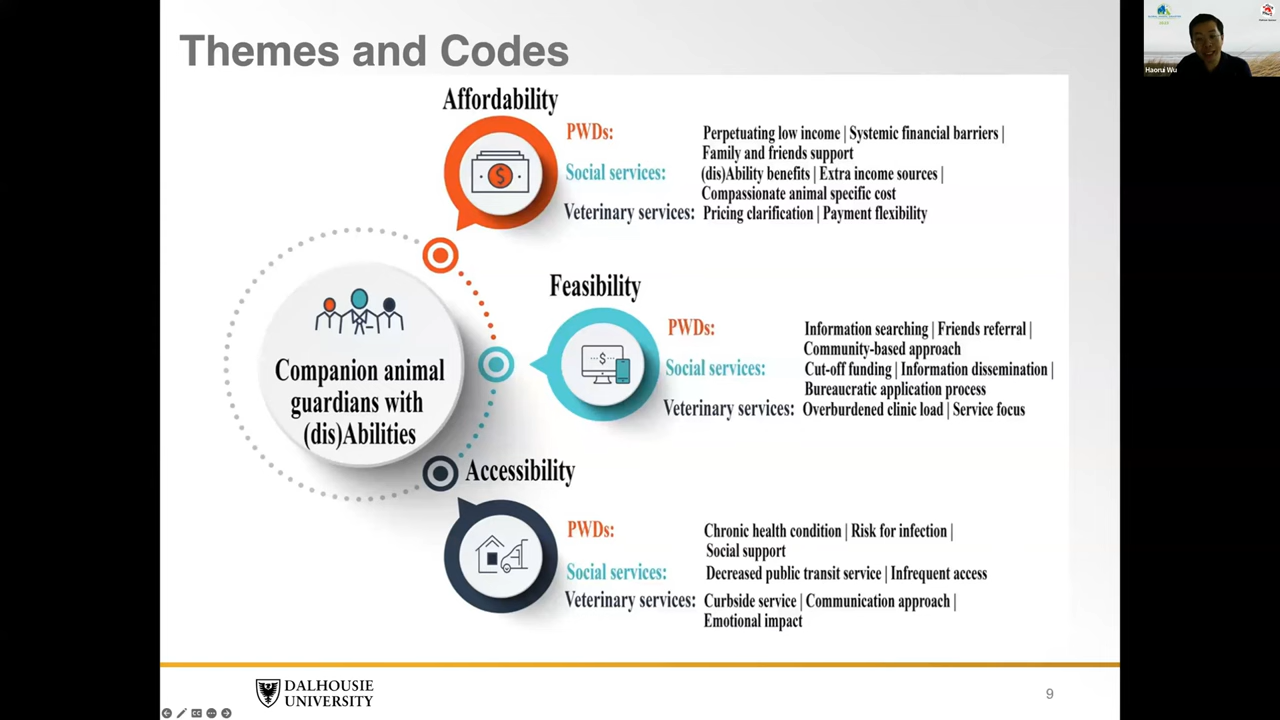 Themes and Codes
Affordability
PWDs: Perpetuating low income | Systemic financial barriers |
Family and friends support
Social services: (dis)Ability benefits | Extra income sources |
Compassionate animal specific cost
Veterinary services: Pricing clarification | Payment flexibility
Feasibility
PWDs: Information searching | Friends referral |
Community-based approach
Social services: Cut-off funding | Information dissemination |
Bureaucratic application process
Veterinary services: Overburdened clinic load | Service focus
Companion animal
guardians with
(dis)Abilities
Accessibility
PWDs: Chronic health condition | Risk for infection |
Social support
Social services: Decreased public transit service | Infrequent access
Veterinary services: Curbside service | Communication approach |
Emotional impact
DALHOUSIE
UNIVERSITY
9
Haorui Wu